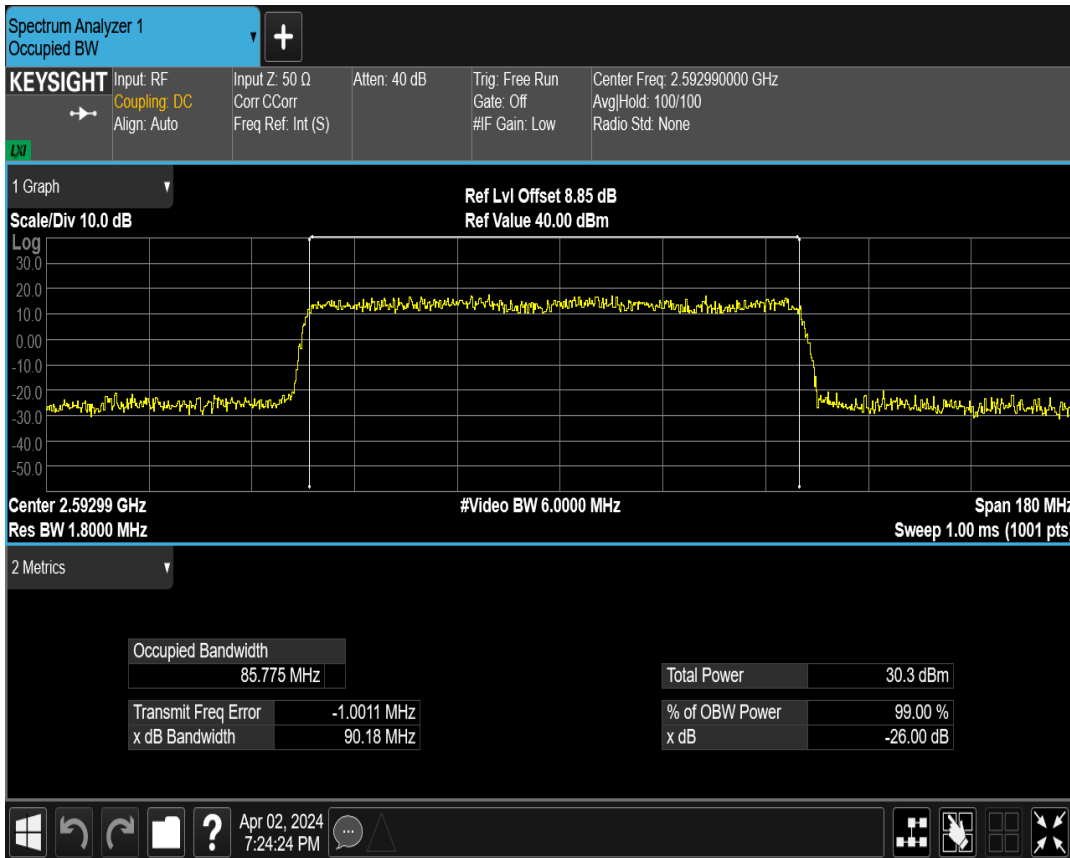 Spectrum Analyzer 1
Occupied BW
+
KEYSIGHT
LXI
Input: RF
Coupling: DC
Align: Auto
Input Z: 50 Ω
Corr CCorr
Freq Ref: Int (S)
Atten: 40 dB
Trig: Free Run
Gate: Off
#IF Gain: Low
Center Freq: 2.592990000 GHz
Avg|Hold: 100/100
Radio Std: None
1 Graph
Scale/Div 10.0 dB
Ref Lvl Offset 8.85 dB
Ref Value 40.00 dBm
Log
30.0
20.0
10.0
0.00
-10.0
-20.0
-30.0
-40.0
-50.0
Center 2.59299 GHz
#Video BW 6.0000 MHz
Span 180 MHz
Res BW 1.8000 MHz
Sweep 1.00 ms (1001 pts)
2 Metrics
Occupied Bandwidth
85.775 MHz
Total Power 30.3 dBm
Transmit Freq Error -1.0011 MHz
% of OBW Power 99.00 %
x dB Bandwidth 90.18 MHz
x dB -26.00 dB
?
Apr 02, 2024
7:24:24 PM